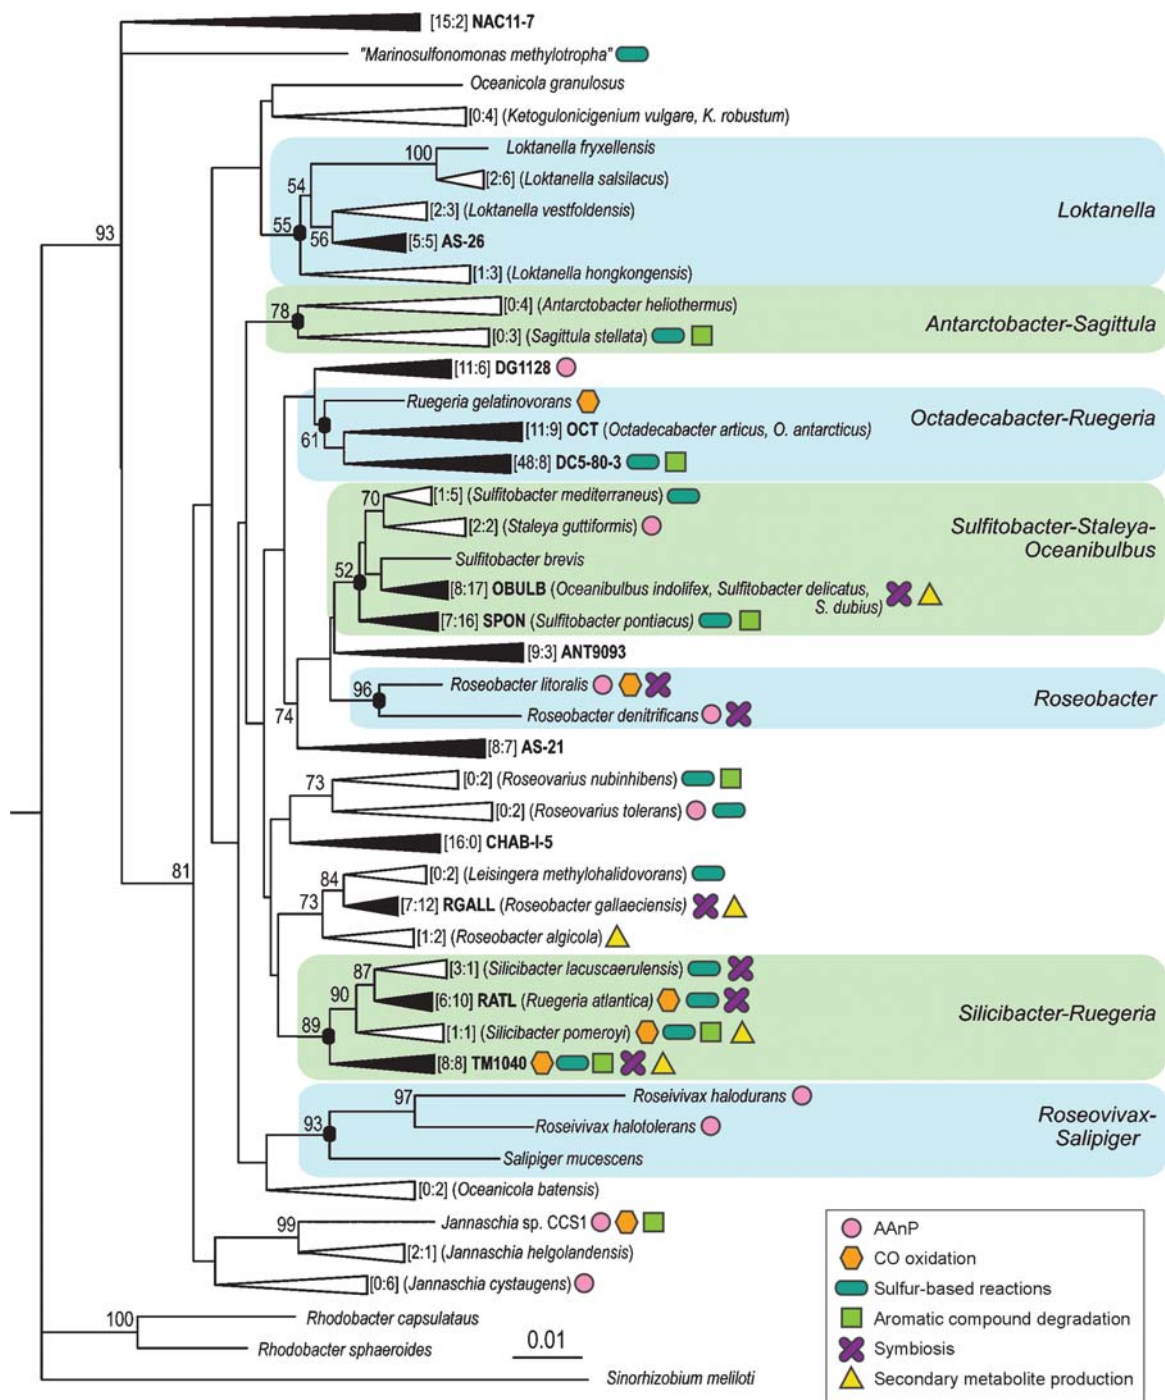 [15:2] NAC11-7
"Marinosulfonomonas methylotropha"
Oceanicola granulosus
[0:4] (Ketogulonicigenium vulgare, K. robustum)
100
Loktanella fryxellensis
[2:6] (Loktanella salsilacus)
54
[2:3] (Loktanella vestfoldensis)
Loktanella
55
56
[5:5] AS-26
93
[1:3] (Loktanella hongkongensis)
[0:4] (Antarctobacter heliothermus)
78
Antarctobacter-Sagittula
[0:3] (Sagittula stellata)
[11:6] DG1128
Ruegeria gelatinovorans
Octadecabacter-Ruegeria
61
[11:9] OCT (Octadecabacter articus, O. antarcticus)
[48:8] DC5-80-3
70
[1:5] (Sulfitobacter mediterraneus)
[2:2] (Staleya guttiformis)
Sulfitobacter-Staleya-
Oceanibulbus
Sulfitobacter brevis
52
[8:17] OBULB (Oceanibulbus indolifex, Sulfitobacter delicatus,
S. dubius)
[7:16] SPON (Sulfitobacter pontiacus)
[9:3] ANT9093
96
Roseobacter litoralis
Roseobacter
74
Roseobacter denitrificans
[8:7] AS-21
73
[0:2] (Roseovarius nubinhibens)
[0:2] (Roseovarius tolerans)
[16:0] CHAB-I-5
81
84
[0:2] (Leisingera methylohalidovorans)
73
[7:12] RGALL (Roseobacter gallaeciensis)
[1:2] (Roseobacter algicola)
87
[3:1] (Silicibacter lacuscaerulensis)
90
[6:10] RATL (Ruegeria atlantica)
Silicibacter-Ruegeria
89
[1:1] (Silicibacter pomeroyi)
[8:8] TM1040
97
Roseivivax halodurans
93
Roseivivax halotolerans
Roseovivax-
Salipiger
Salipiger mucescens
[0:2] (Oceanicola batensis)
99
Jannaschia sp. CCS1
[2:1] (Jannaschia helgolandensis)
[0:6] (Jannaschia cystaugens)
100
Rhodobacter capsulataus
Rhodobacter sphaeroides
0.01
Sinorhizobium meliloti
AAnP
CO oxidation
Sulfur-based reactions
Aromatic compound degradation
Symbiosis
Secondary metabolite production